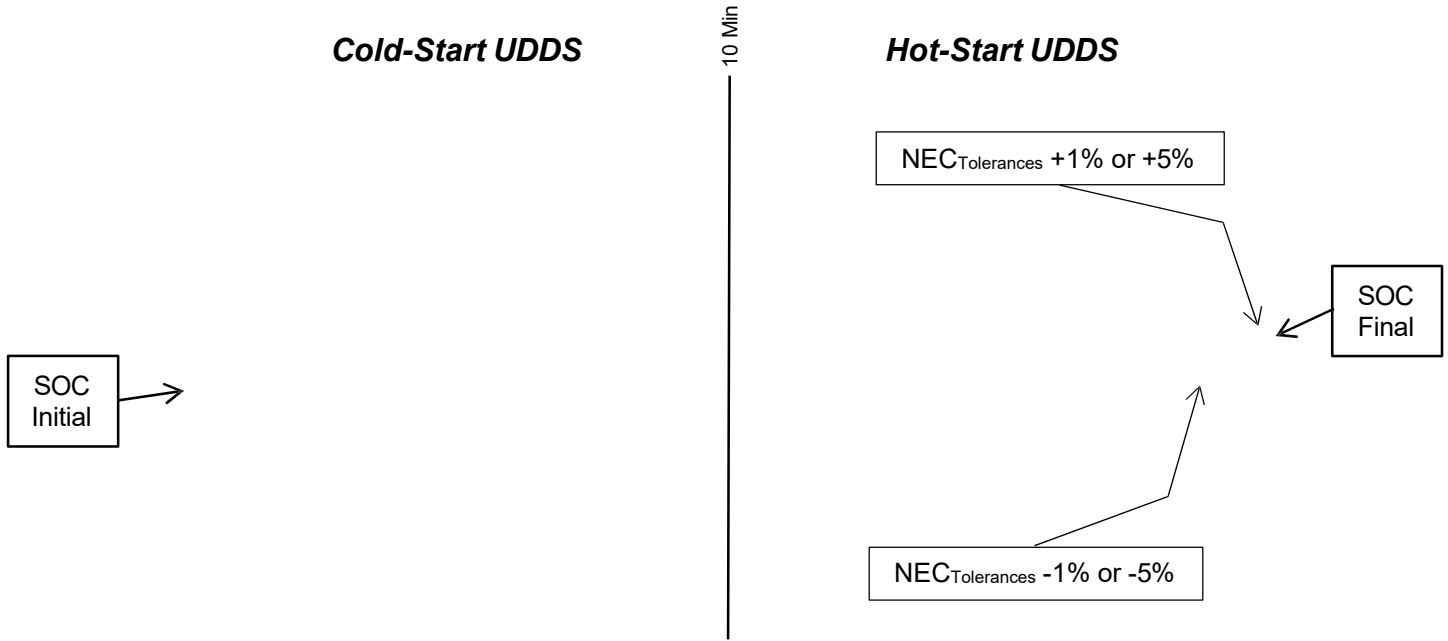 10 Min
Cold-Start UDDS
Hot-Start UDDS
NECTolerances +1% or +5%
SOC
Final
SOC
Initial
NECTolerances -1% or -5%